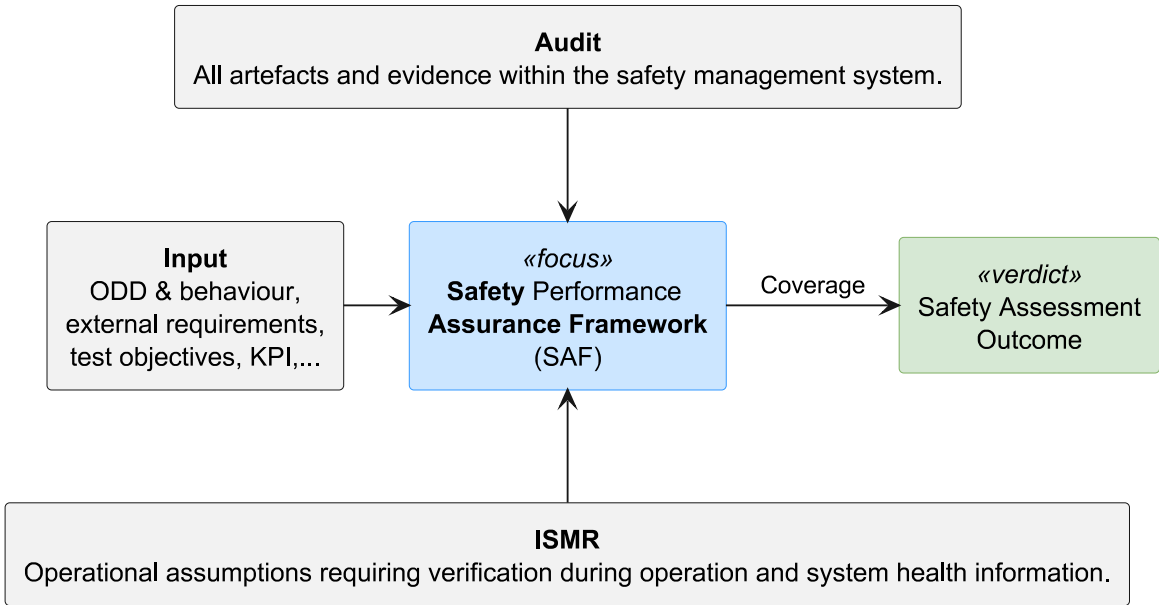 Audit
All artefacts and evidence within the safety management system.
Input
ODD & behaviour,
external requirements,
test objectives, KPI,...
«focus»
Safety Performance
Assurance Framework
(SAF)
Coverage
«verdict»
Safety Assessment
Outcome
ISMR
Operational assumptions requiring verification during operation and system health information.